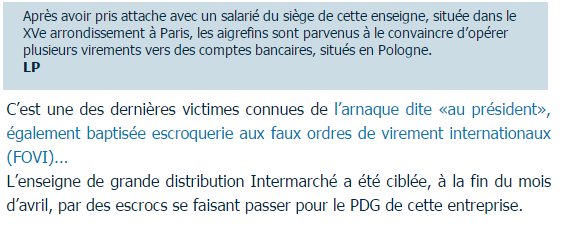 Après avoir pris attache avec un salarié du siège de cette enseigne, située dans le
XVe arrondissement à Paris, les aigrefins sont parvenus à le convaincre d’opérer
plusieurs virements vers des comptes bancaires, situés en Pologne.
LP
C’est une des dernières victimes connues de l’arnaque dite «au président»,
également baptisée escroquerie aux faux ordres de virement internationaux
(FOVI)...
L’enseigne de grande distribution Intermarché a été ciblée, à la fin du mois
d’avril, par des escrocs se faisant passer pour le PDG de cette entreprise.